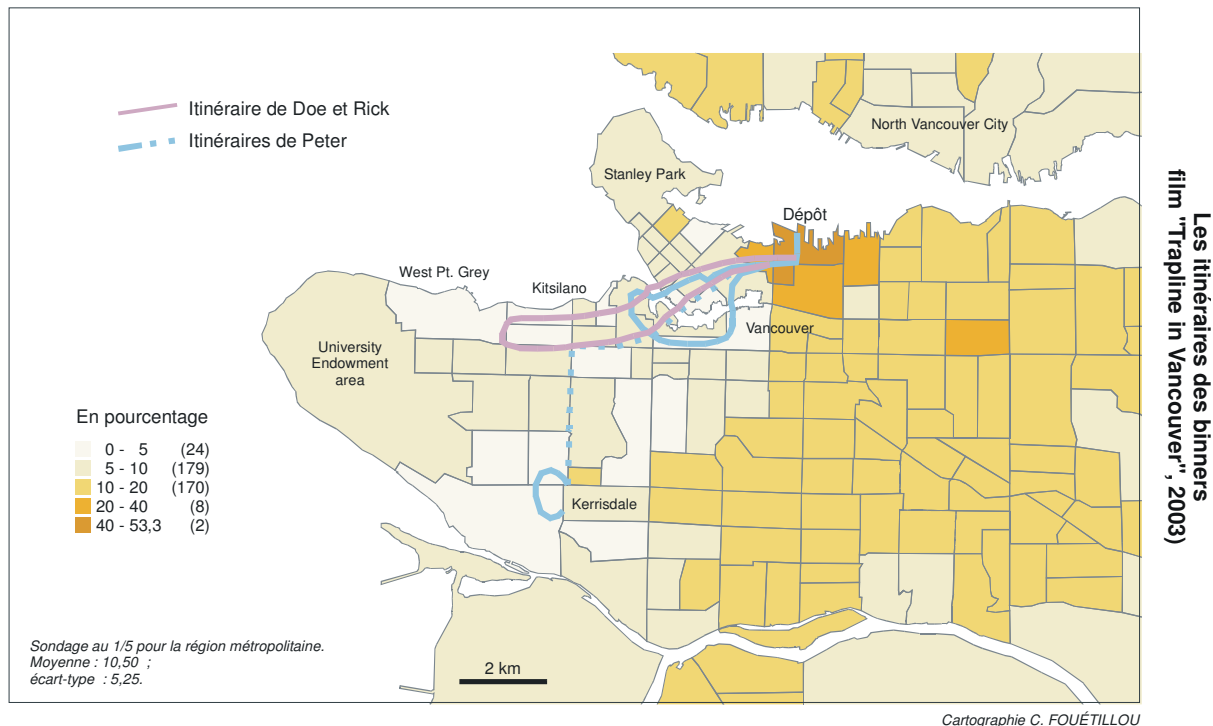 Itinéraire de Doe et Rick
Itinéraires de Peter
North Vancouver City
Stanley Park
Dépôt
West Pt. Grey
Kitsilano
Vancouver
University
Endowment
area
Kerrisdale
En pourcentage
0 - 5 (24)
5 - 10 (179)
10 - 20 (170)
20 - 40 (8)
40 - 53,3 (2)
Sondage au 1/5 pour la région métropolitaine.
Moyenne : 10,50 ;
écart-type : 5,25.
2 km
Cartographie C. FOUÉTILLOU
Les itinéraires des binners
film "Trapline in Vancouver", 2003)